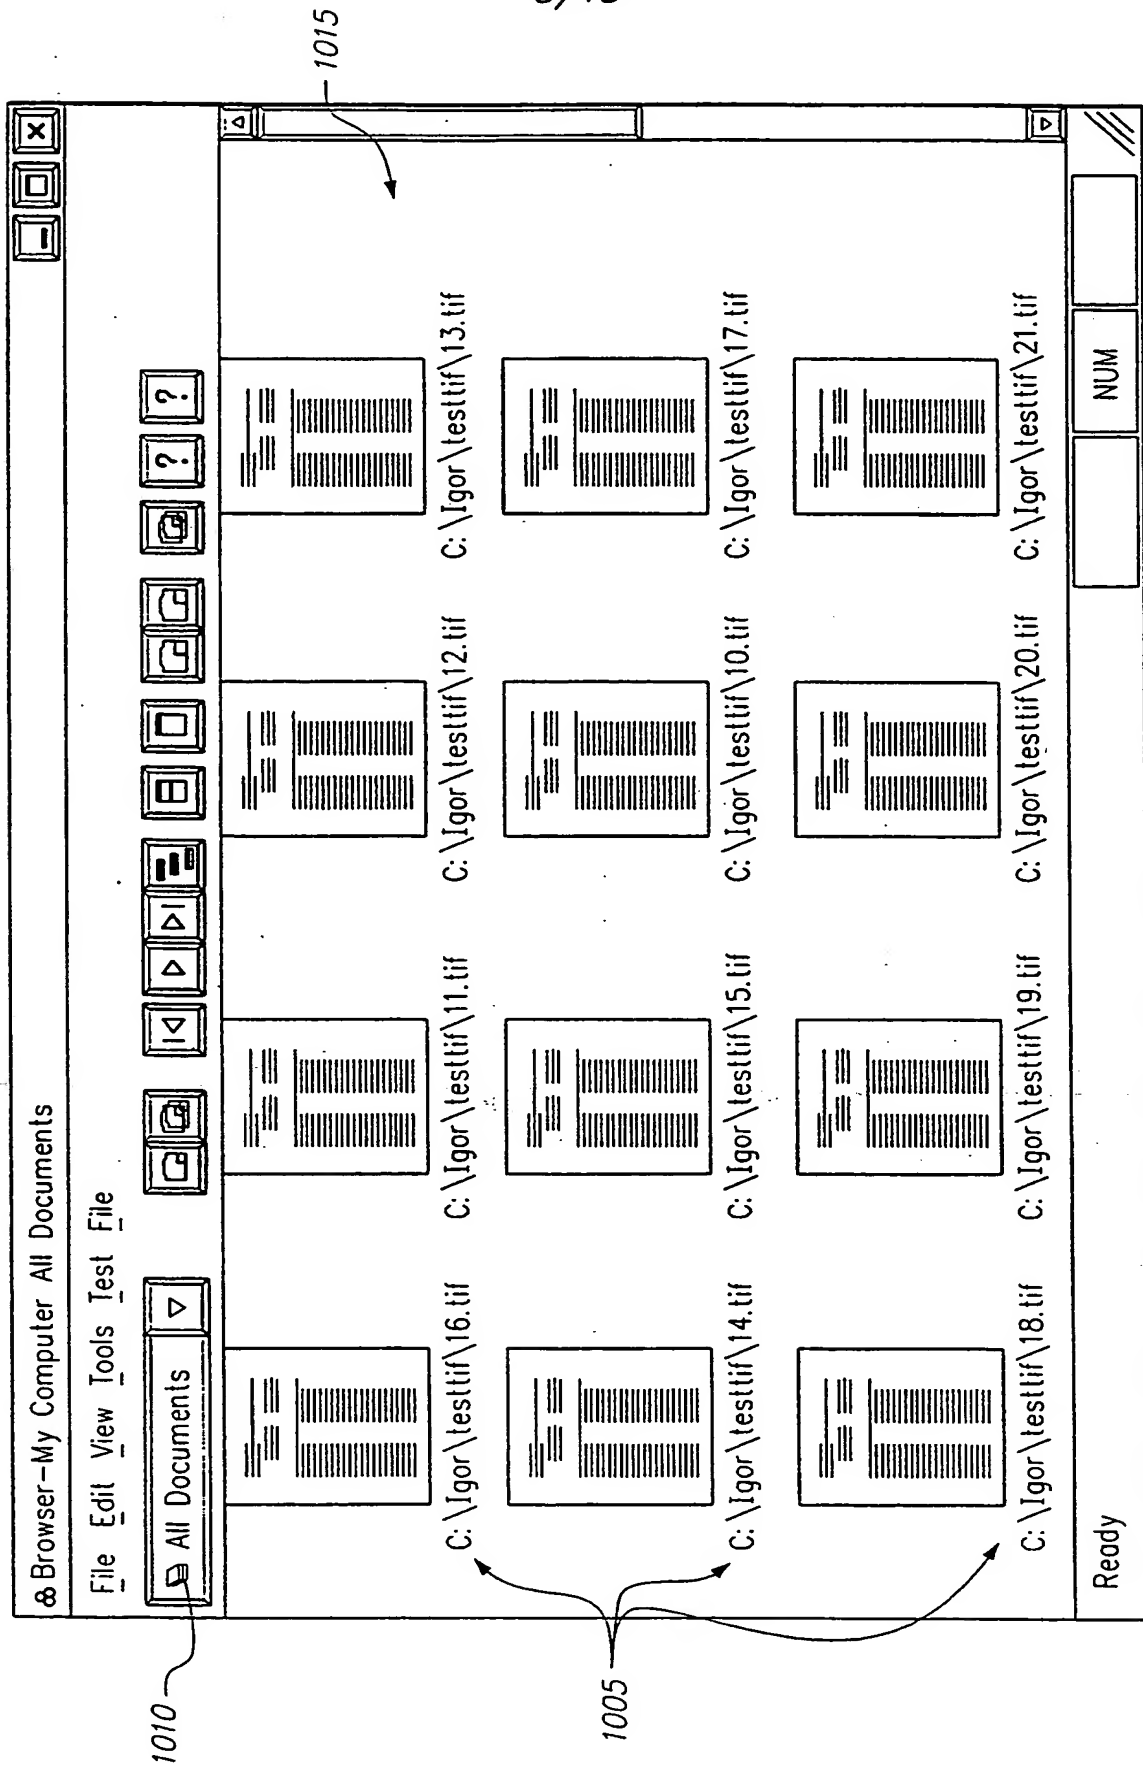 1015
& Browser-My Computer All Documents
File Edit View Tools Test File
All Documents
? ?
1010
C: \Igor\testtif\16.tif C: \Igor\testtif\11.tif C: \Igor\testtif\12.tif C: \Igor\testtif\13.tif
C: \Igor\testtif\14.tif C: \Igor\testtif\15.tif C: \Igor\testtif\10.tif C: \Igor\testtif\17.tif
C: \Igor\testtif\18.tif C: \Igor\testtif\19.tif C: \Igor\testtif\20.tif C: \Igor\testtif\21.tif
1005
Ready NUM